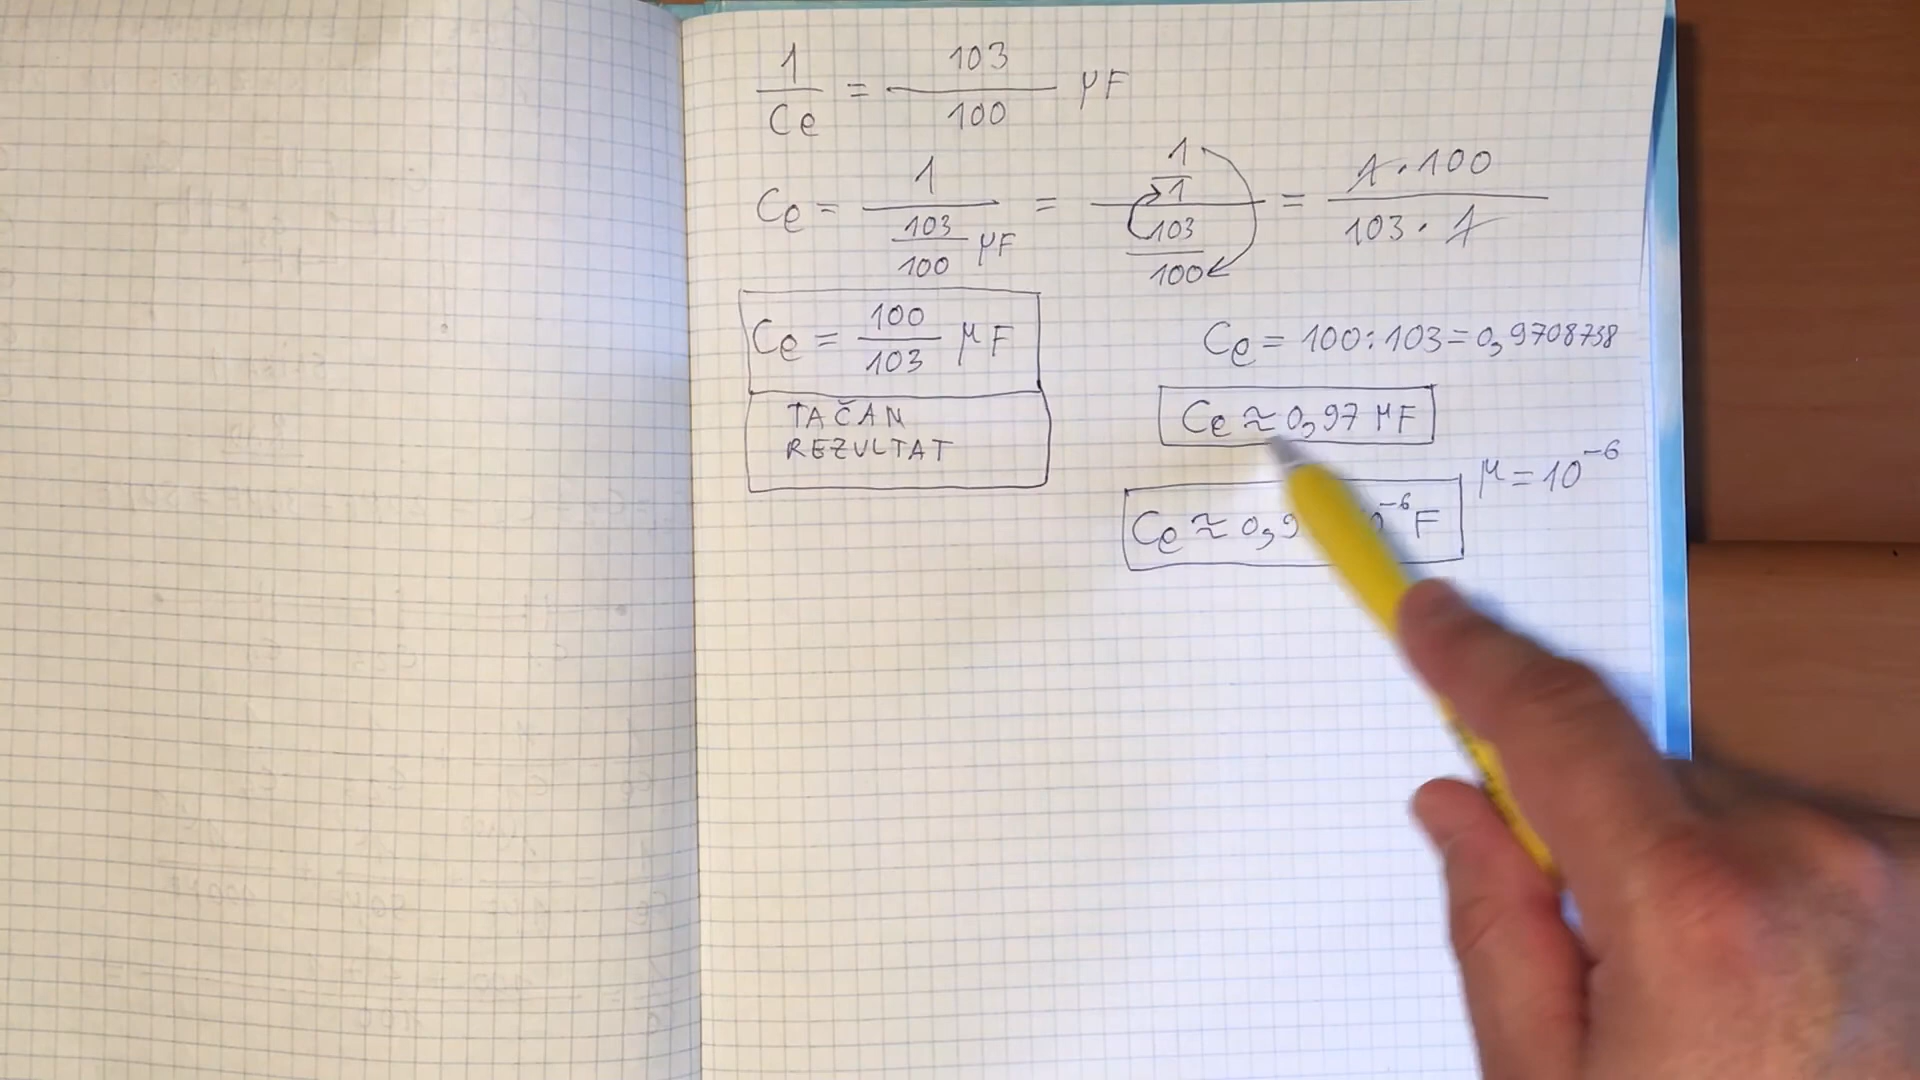 1/Ce = 103/100 μF
Ce = 1/(103/100 μF) = (1/1)/(103/100) = 1·100/103·1
Ce = 100/103 μF
TAČAN
REZULTAT
Ce = 100:103 = 0,9708738
Ce ≈ 0,97 μF
μ = 10⁻⁶
Ce ≈ 0,9 0⁻⁶ F